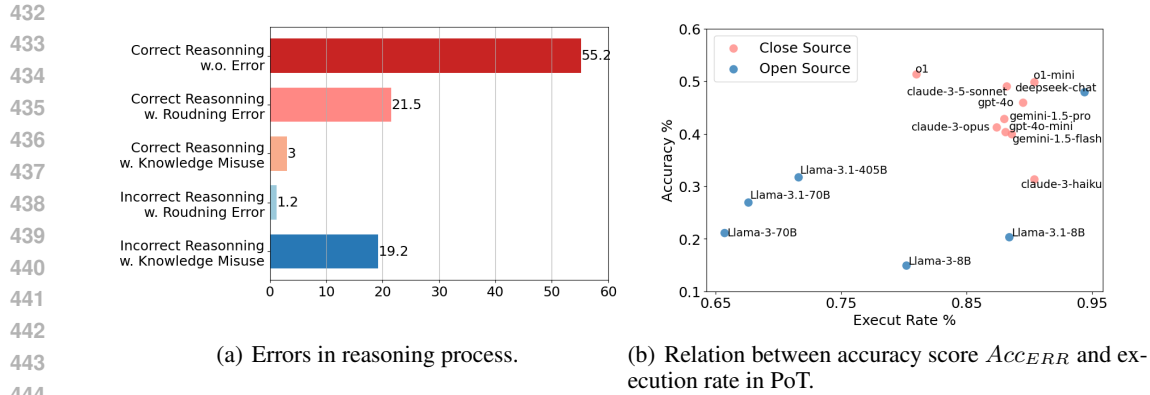 432
433
434
435
436
437
438
439
440
441
442
443
444
Correct Reasonning
w.o. Error
Correct Reasonning
w. Roudning Error
Correct Reasonning
w. Knowledge Misuse
Incorrect Reasonning
w. Roudning Error
Incorrect Reasonning
w. Knowledge Misuse
55.2
21.5
3
1.2
19.2
0 10 20 30 40 50 60
(a) Errors in reasoning process.
Close Source
Open Source
Accuracy %
0.6
0.5
0.4
0.3
0.2
0.1
o1
o1-mini
claude-3-5-sonnet
deepseek-chat
gpt-4o
gemini-1.5-pro
claude-3-opus
gpt-4o-mini
gemini-1.5-flash
claude-3-haiku
Llama-3.1-405B
Llama-3.1-70B
Llama-3-70B
Llama-3.1-8B
Llama-3-8B
0.65 0.75 0.85 0.95
Execut Rate %
(b) Relation between accuracy score Acc_{ERR} and ex-
ecution rate in PoT.